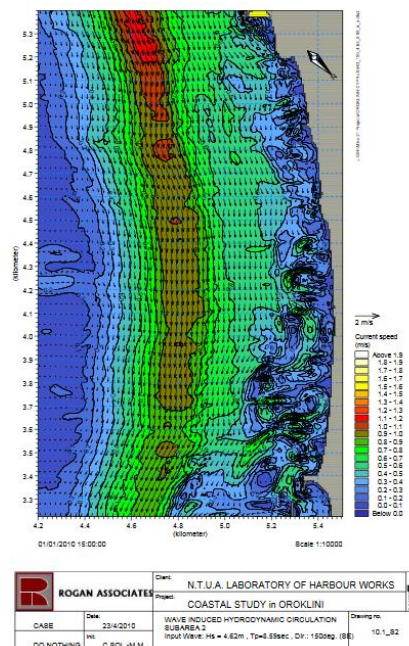 5.3
5.2
5.1
5.0
4.9
4.8
4.7
4.6
4.5
4.4
4.3
4.2
4.1
4.0
3.9
3.8
3.7
3.6
3.5
3.4
3.3
(kilometer)
4.2 4.4 4.6 4.8 5.0 5.2 5.4
(kilometer)
01/01/2010 15:00:00
Scale 1:10000
2 m/s
Current speed
(m/s)
Above 1.9
1.8 - 1.9
1.7 - 1.8
1.6 - 1.7
1.5 - 1.6
1.4 - 1.5
1.3 - 1.4
1.2 - 1.3
1.1 - 1.2
1.0 - 1.1
0.9 - 1.0
0.8 - 0.9
0.7 - 0.8
0.6 - 0.7
0.5 - 0.6
0.4 - 0.5
0.3 - 0.4
0.2 - 0.3
0.1 - 0.2
0.0 - 0.1
Below 0.0
R
ROGAN ASSOCIATES
Client:
N.T.U.A. LABORATORY OF HARBOUR WORKS
Project:
COASTAL STUDY in OROKLINI
CASE
DO NOTHING
Date:
23/4/2010
Init:
WAVE INDUCED HYDRODYNAMIC CIRCULATION
SUBAREA 2
Input Wave: Hs = 4.62m , Tp=8.59sec , Dir.: 150deg. (SE)
Drawing no.
10.1_S2